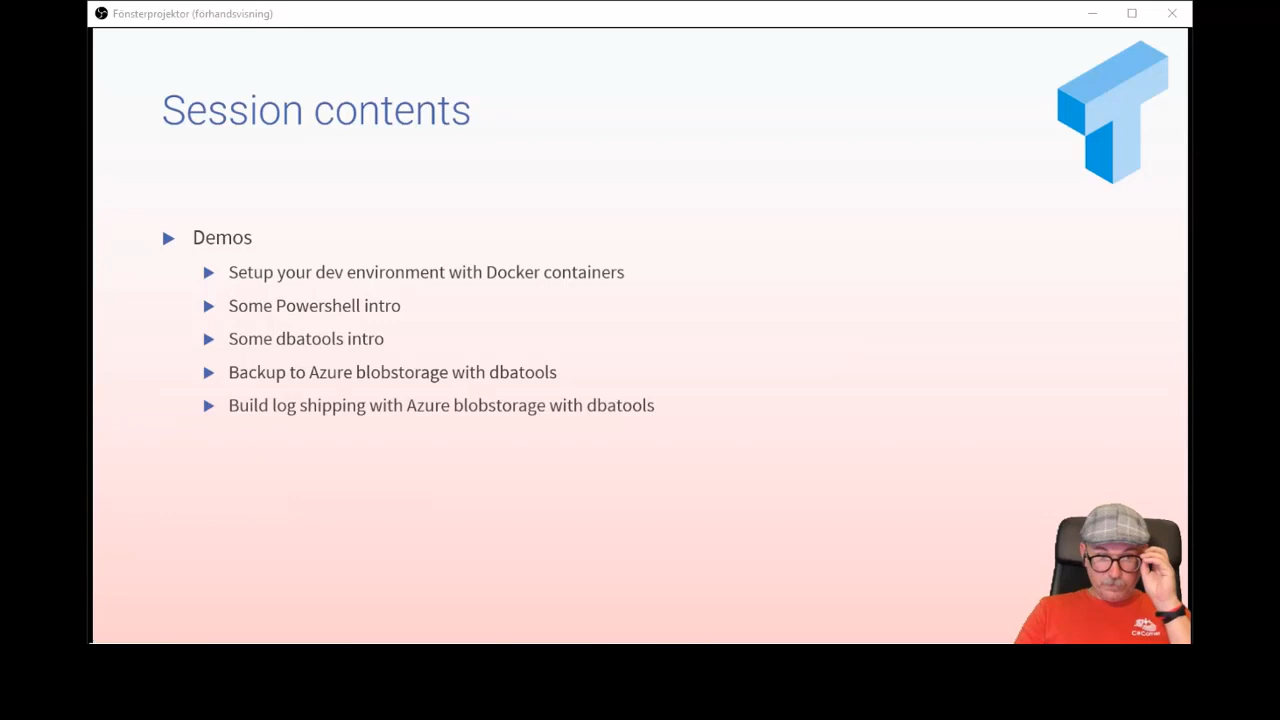 Fönsterprojektor (förhandsvisning)
Session contents
Demos
Setup your dev environment with Docker containers
Some Powershell intro
Some dbatools intro
Backup to Azure blobstorage with dbatools
Build log shipping with Azure blobstorage with dbatools
C# Corner